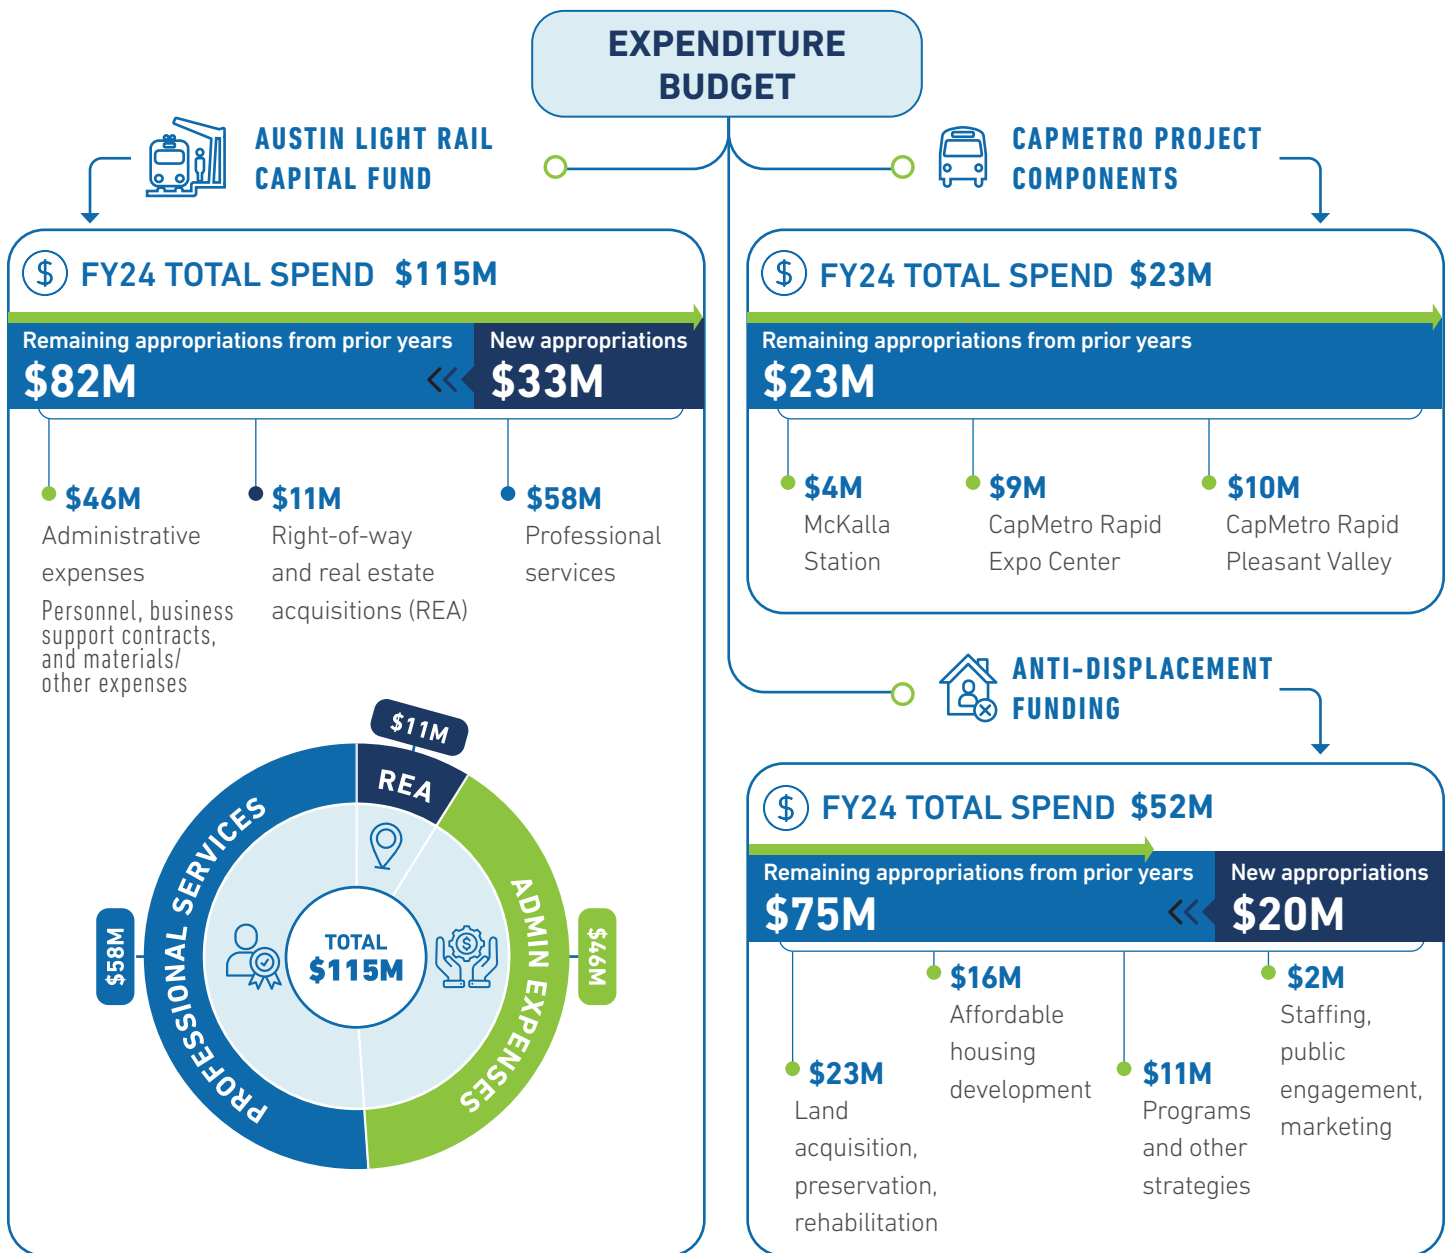 EXPENDITURE
BUDGET
AUSTIN LIGHT RAIL
CAPITAL FUND
$ FY24 TOTAL SPEND $115M
Remaining appropriations from prior years
$82M
New appropriations
$33M
$46M
Administrative
expenses
Personnel, business
support contracts,
and materials/
other expenses
$11M
Right-of-way
and real estate
acquisitions (REA)
$58M
Professional
services
$11M
REA
PROFESSIONAL SERVICES
$58M
ADMIN EXPENSES
$46M
$
TOTAL
$115M
CAPMETRO PROJECT
COMPONENTS
$ FY24 TOTAL SPEND $23M
Remaining appropriations from prior years
$23M
$4M
McKalla
Station
$9M
CapMetro Rapid
Expo Center
$10M
CapMetro Rapid
Pleasant Valley
ANTI-DISPLACEMENT
FUNDING
$ FY24 TOTAL SPEND $52M
Remaining appropriations from prior years
$75M
New appropriations
$20M
$23M
Land
acquisition,
preservation,
rehabilitation
$16M
Affordable
housing
development
$11M
Programs
and other
strategies
$2M
Staffing,
public
engagement,
marketing